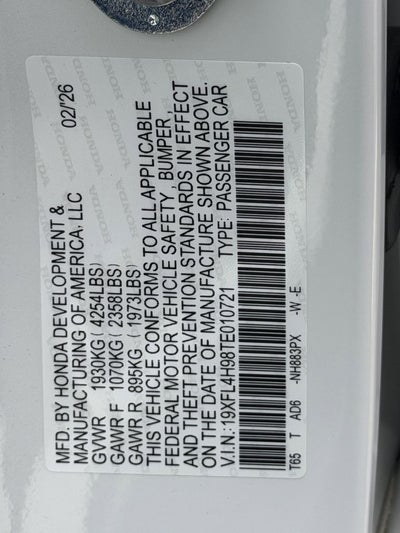 MFD. BY HONDA DEVELOPMENT & 02/'26
MANUFACTURING OF AMERICA, LLC
GVWR 1930KG ( 4254LBS)
GAWR F 1070KG ( 2358LBS)
GAWR R 895KG ( 1973LBS)
THIS VEHICLE CONFORMS TO ALL APPLICABLE
FEDERAL MOTOR VEHICLE SAFETY , BUMPER,
AND THEFT PREVENTION STANDARDS IN EFFECT
ON THE DATE OF MANUFACTURE SHOWN ABOVE.
V.I.N: 19XFL4H98TE010721 TYPE: PASSENGER CAR
T65 T AD6 -NH883PX -W -E
HONDA